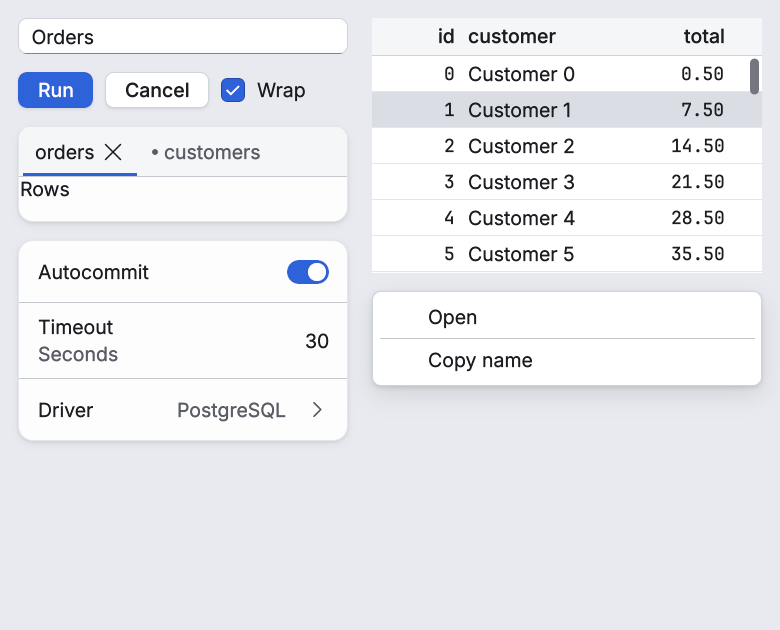 Orders
Run Cancel Wrap
orders • customers
Rows
Autocommit
Timeout
Seconds
30
Driver PostgreSQL
id customer total
0 Customer 0 0.50
1 Customer 1 7.50
2 Customer 2 14.50
3 Customer 3 21.50
4 Customer 4 28.50
5 Customer 5 35.50
Open
Copy name